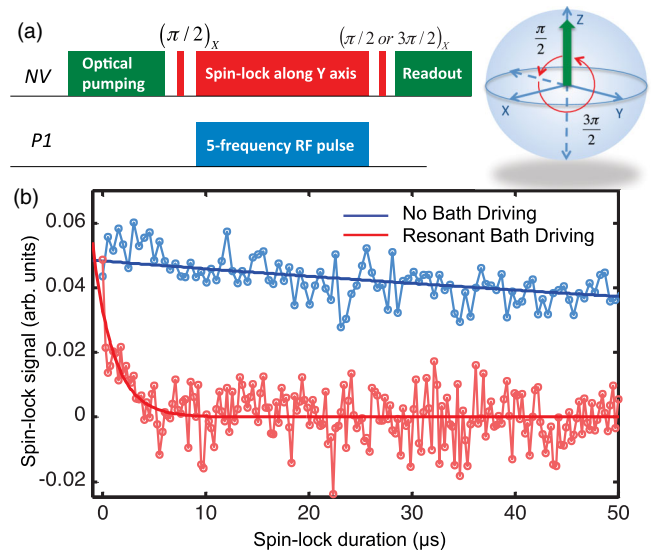 (a)
(π/2)X
(π/2 or 3π/2)X
NV
Optical pumping
Spin-lock along Y axis
Readout
P1
5-frequency RF pulse
Z
π/2
X
Y
3π/2
(b)
No Bath Driving
Resonant Bath Driving
Spin-lock signal (arb. units)
0.06
0.04
0.02
0
-0.02
0
10
20
30
40
50
Spin-lock duration (μs)